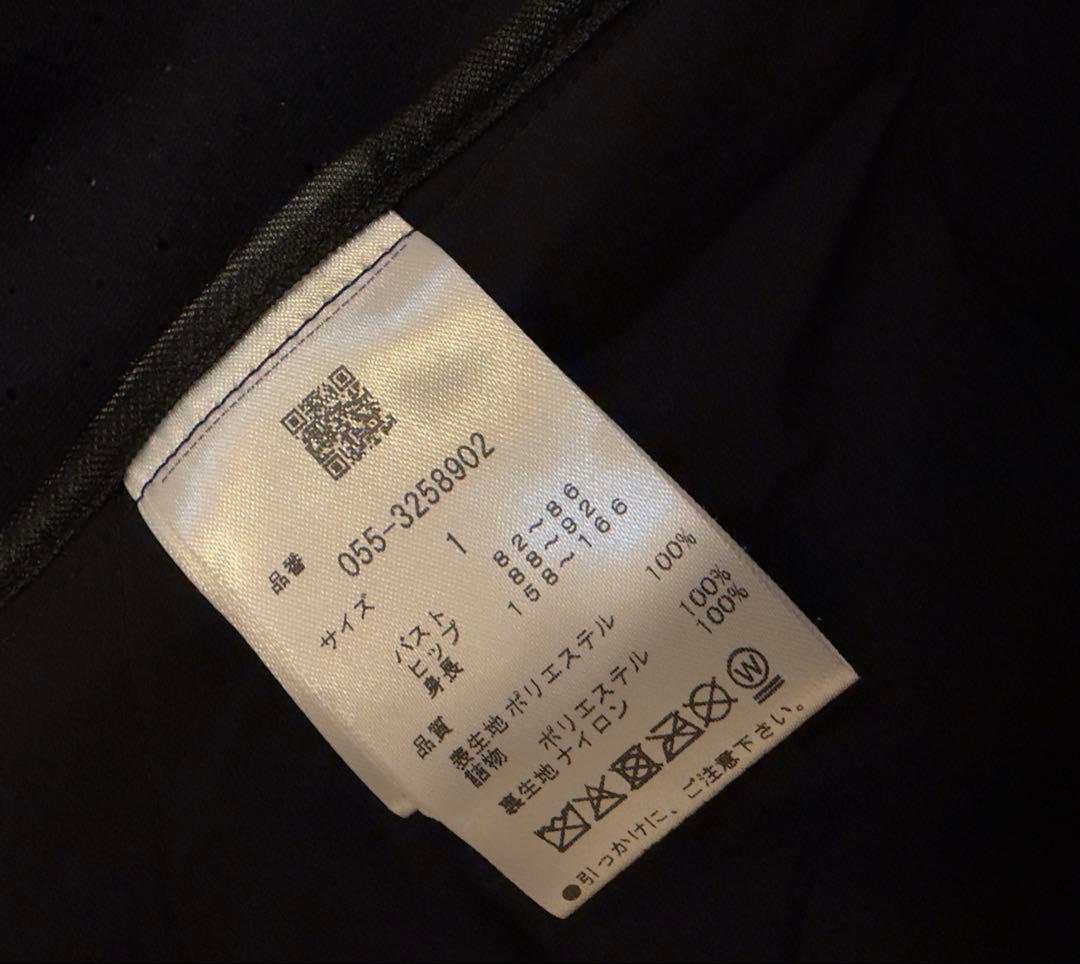 品番
055-3258902
サイズ 1
バスト 82～86
ヒップ 88～92
身長 158～166
品質
表生地 ポリエステル 100%
詰物 ポリエステル 100%
裏生地 ナイロン 100%
W
●引っかけに、ご注意下さい。